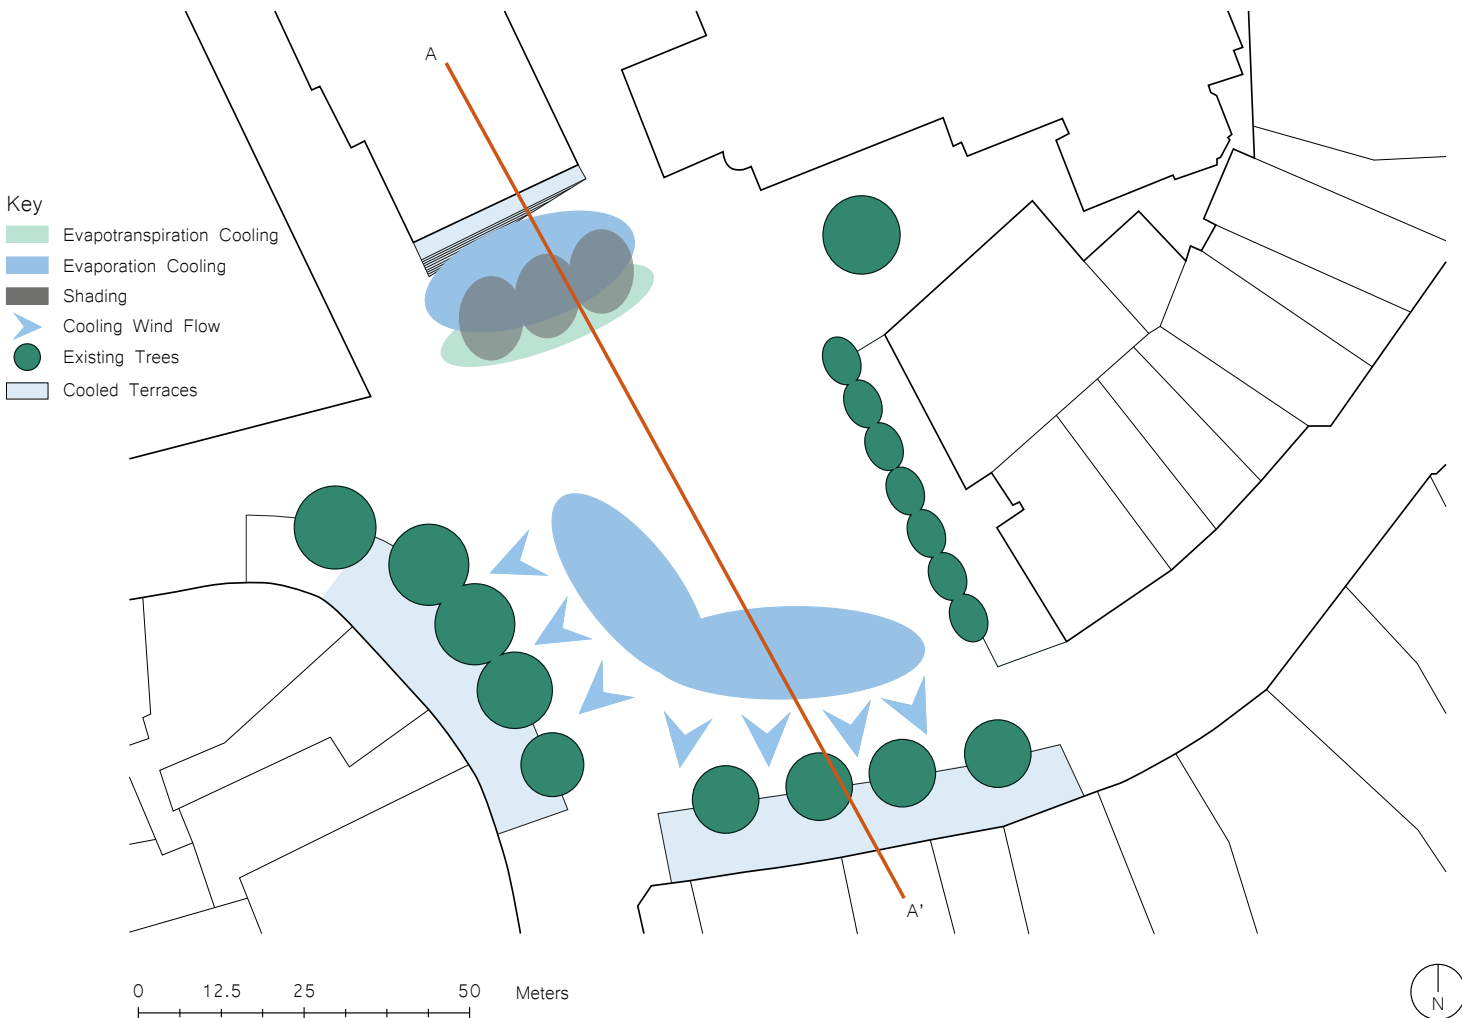 A
Key
Evapotranspiration Cooling
Evaporation Cooling
Shading
Cooling Wind Flow
Existing Trees
Cooled Terraces
A'
0 12.5 25 50 Meters
N